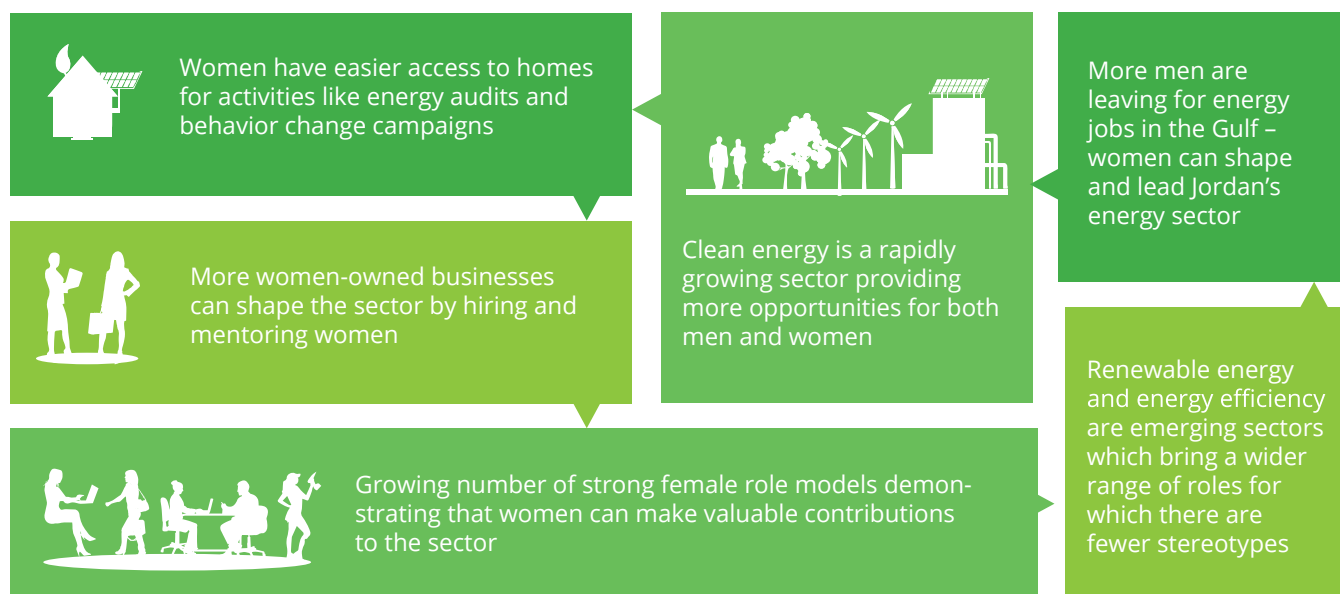 Women have easier access to homes
for activities like energy audits and
behavior change campaigns
More women-owned businesses
can shape the sector by hiring and
mentoring women
Growing number of strong female role models demon-
strating that women can make valuable contributions
to the sector
Renewable energy
and energy efficiency
are emerging sectors
which bring a wider
range of roles for
which there are
fewer stereotypes
More men are
leaving for energy
jobs in the Gulf –
women can shape
and lead Jordan’s
energy sector
Clean energy is a rapidly
growing sector providing
more opportunities for both
men and women